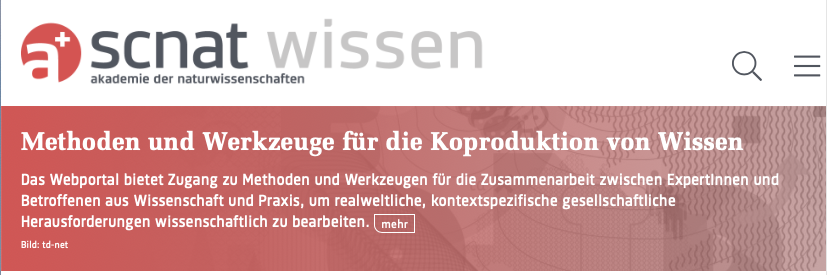 a+
scnat wissen
akademie der naturwissenschaften
Methoden und Werkzeuge für die Koproduktion von Wissen
Das Webportal bietet Zugang zu Methoden und Werkzeugen für die Zusammenarbeit zwischen ExpertInnen und
Betroffenen aus Wissenschaft und Praxis, um realweltliche, kontextspezifische gesellschaftliche
Herausforderungen wissenschaftlich zu bearbeiten. mehr
Bild: td-net